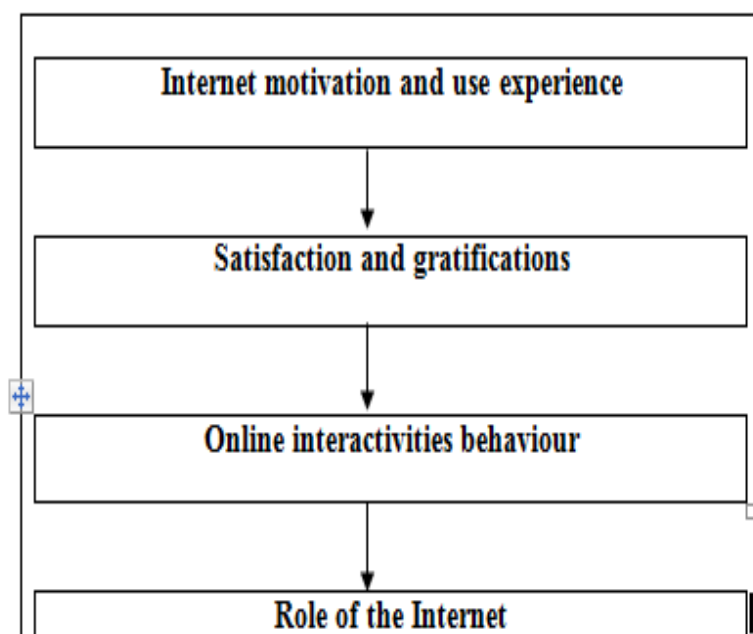 Internet motivation and use experience
Satisfaction and gratifications
Online interactivities behaviour
Role of the Internet